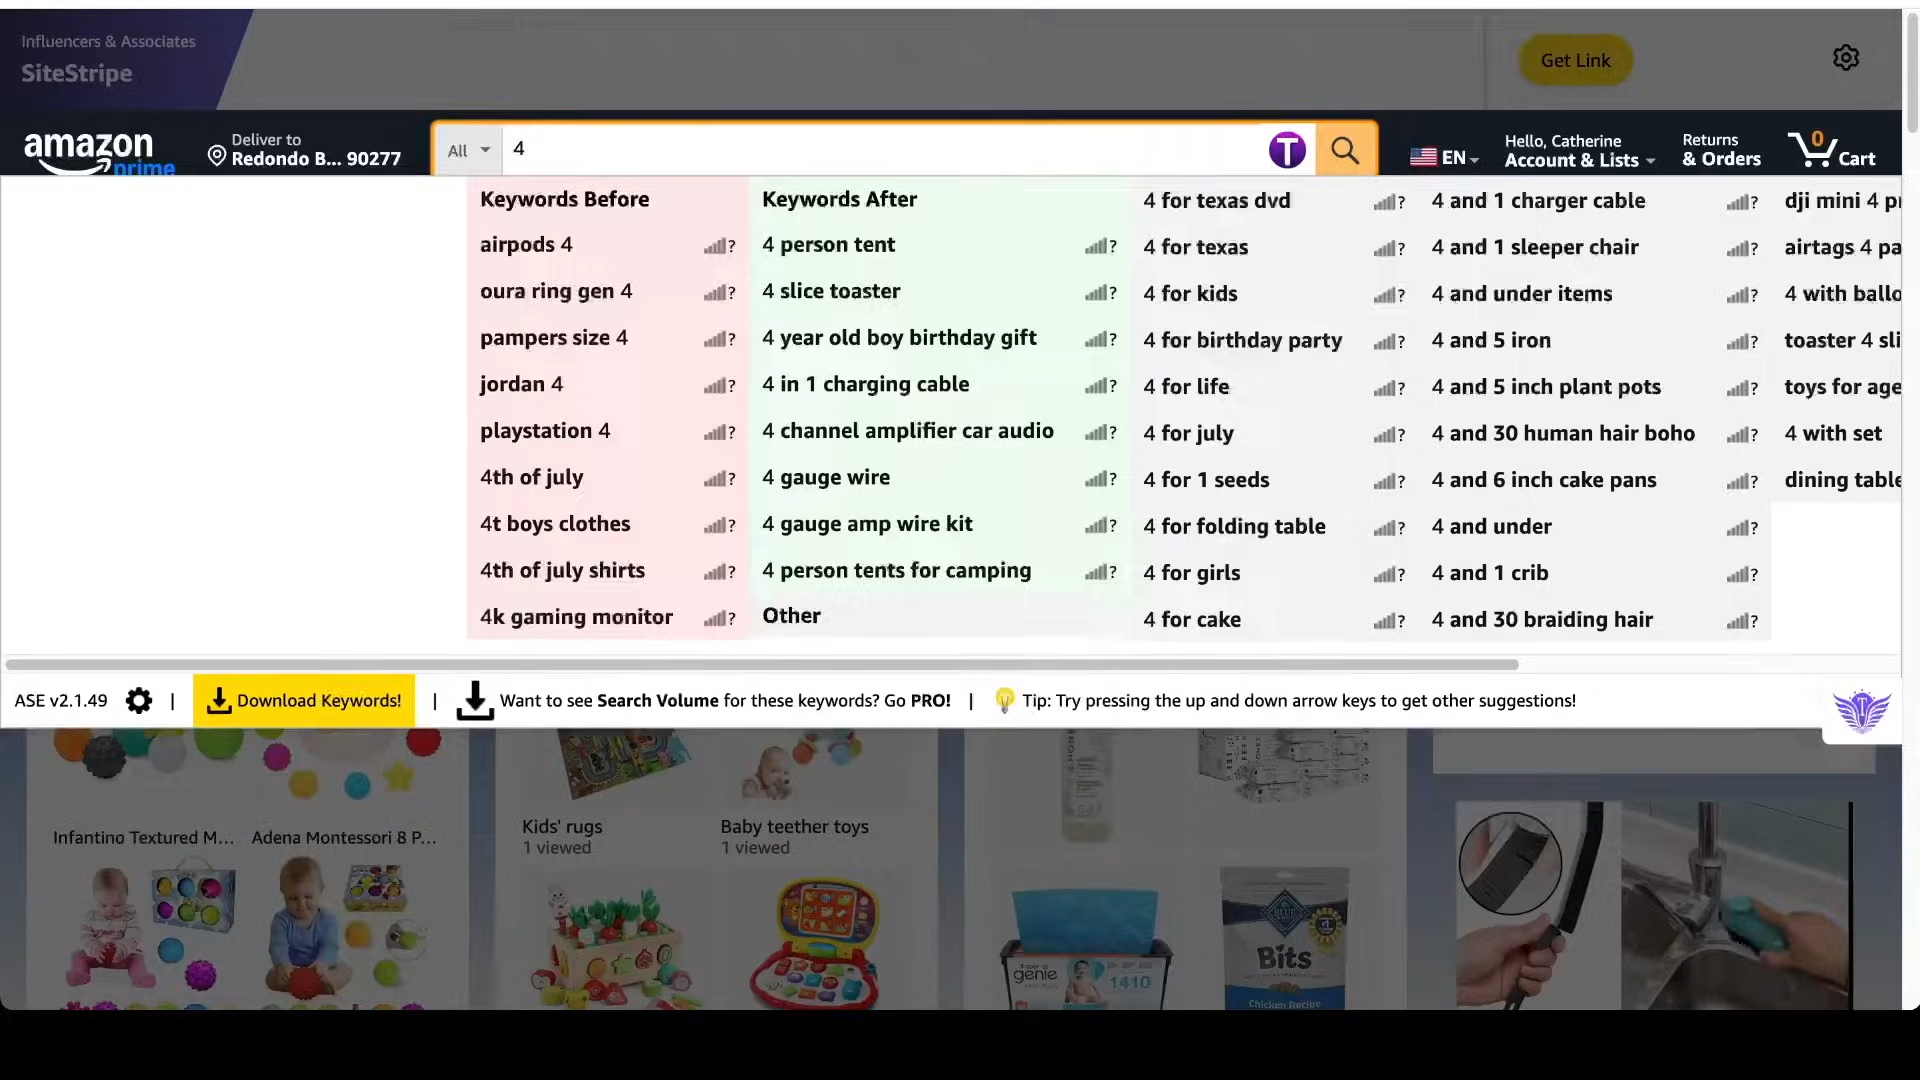 Influencers & Associates
SiteStripe
Get Link
amazon
prime
Deliver to
Redondo B... 90277
All
4
T
EN
Hello, Catherine
Account & Lists
Returns
& Orders
0
Cart
Keywords Before
airpods 4
oura ring gen 4
pampers size 4
jordan 4
playstation 4
4th of july
4t boys clothes
4th of july shirts
4k gaming monitor
Keywords After
4 person tent
4 slice toaster
4 year old boy birthday gift
4 in 1 charging cable
4 channel amplifier car audio
4 gauge wire
4 gauge amp wire kit
4 person tents for camping
Other
4 for texas dvd
4 for texas
4 for kids
4 for birthday party
4 for life
4 for july
4 for 1 seeds
4 for folding table
4 for girls
4 for cake
4 and 1 charger cable
4 and 1 sleeper chair
4 and under items
4 and 5 iron
4 and 5 inch plant pots
4 and 30 human hair boho
4 and 6 inch cake pans
4 and under
4 and 1 crib
4 and 30 braiding hair
dji mini 4 p
airtags 4 pa
4 with ballo
toaster 4 sli
toys for age
4 with set
dining table
ASE v2.1.49 | Download Keywords! | Want to see Search Volume for these keywords? Go PRO! | Tip: Try pressing the up and down arrow keys to get other suggestions!
Infantino Textured M...
Adena Montessori 8 P...
Kids' rugs
1 viewed
Baby teether toys
1 viewed
genie
1410
BLUE
Bits
Chicken Recipe